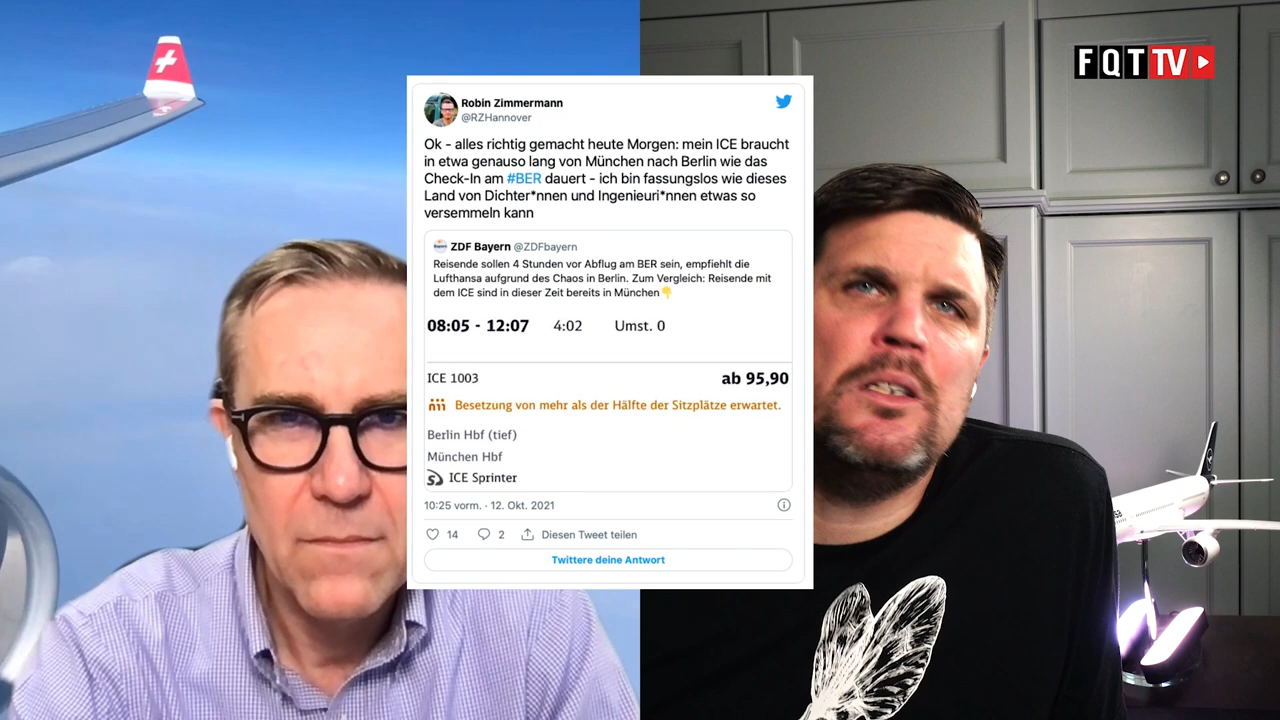 FQT TV
Robin Zimmermann
@RZHannover
Ok - alles richtig gemacht heute Morgen: mein ICE braucht
in etwa genauso lang von München nach Berlin wie das
Check-In am #BER dauert - ich bin fassungslos wie dieses
Land von Dichter*nnen und Ingenieuri*nnen etwas so
versemmeln kann
ZDF Bayern @ZDFbayern
Reisende sollen 4 Stunden vor Abflug am BER sein, empfiehlt die
Lufthansa aufgrund des Chaos in Berlin. Zum Vergleich: Reisende mit
dem ICE sind in dieser Zeit bereits in München👇
08:05 - 12:07 4:02 Umst. 0
ICE 1003 ab 95,90
Besetzung von mehr als der Hälfte der Sitzplätze erwartet.
Berlin Hbf (tief)
München Hbf
ICE Sprinter
10:25 vorm. · 12. Okt. 2021
14 2 Diesen Tweet teilen
Twittere deine Antwort